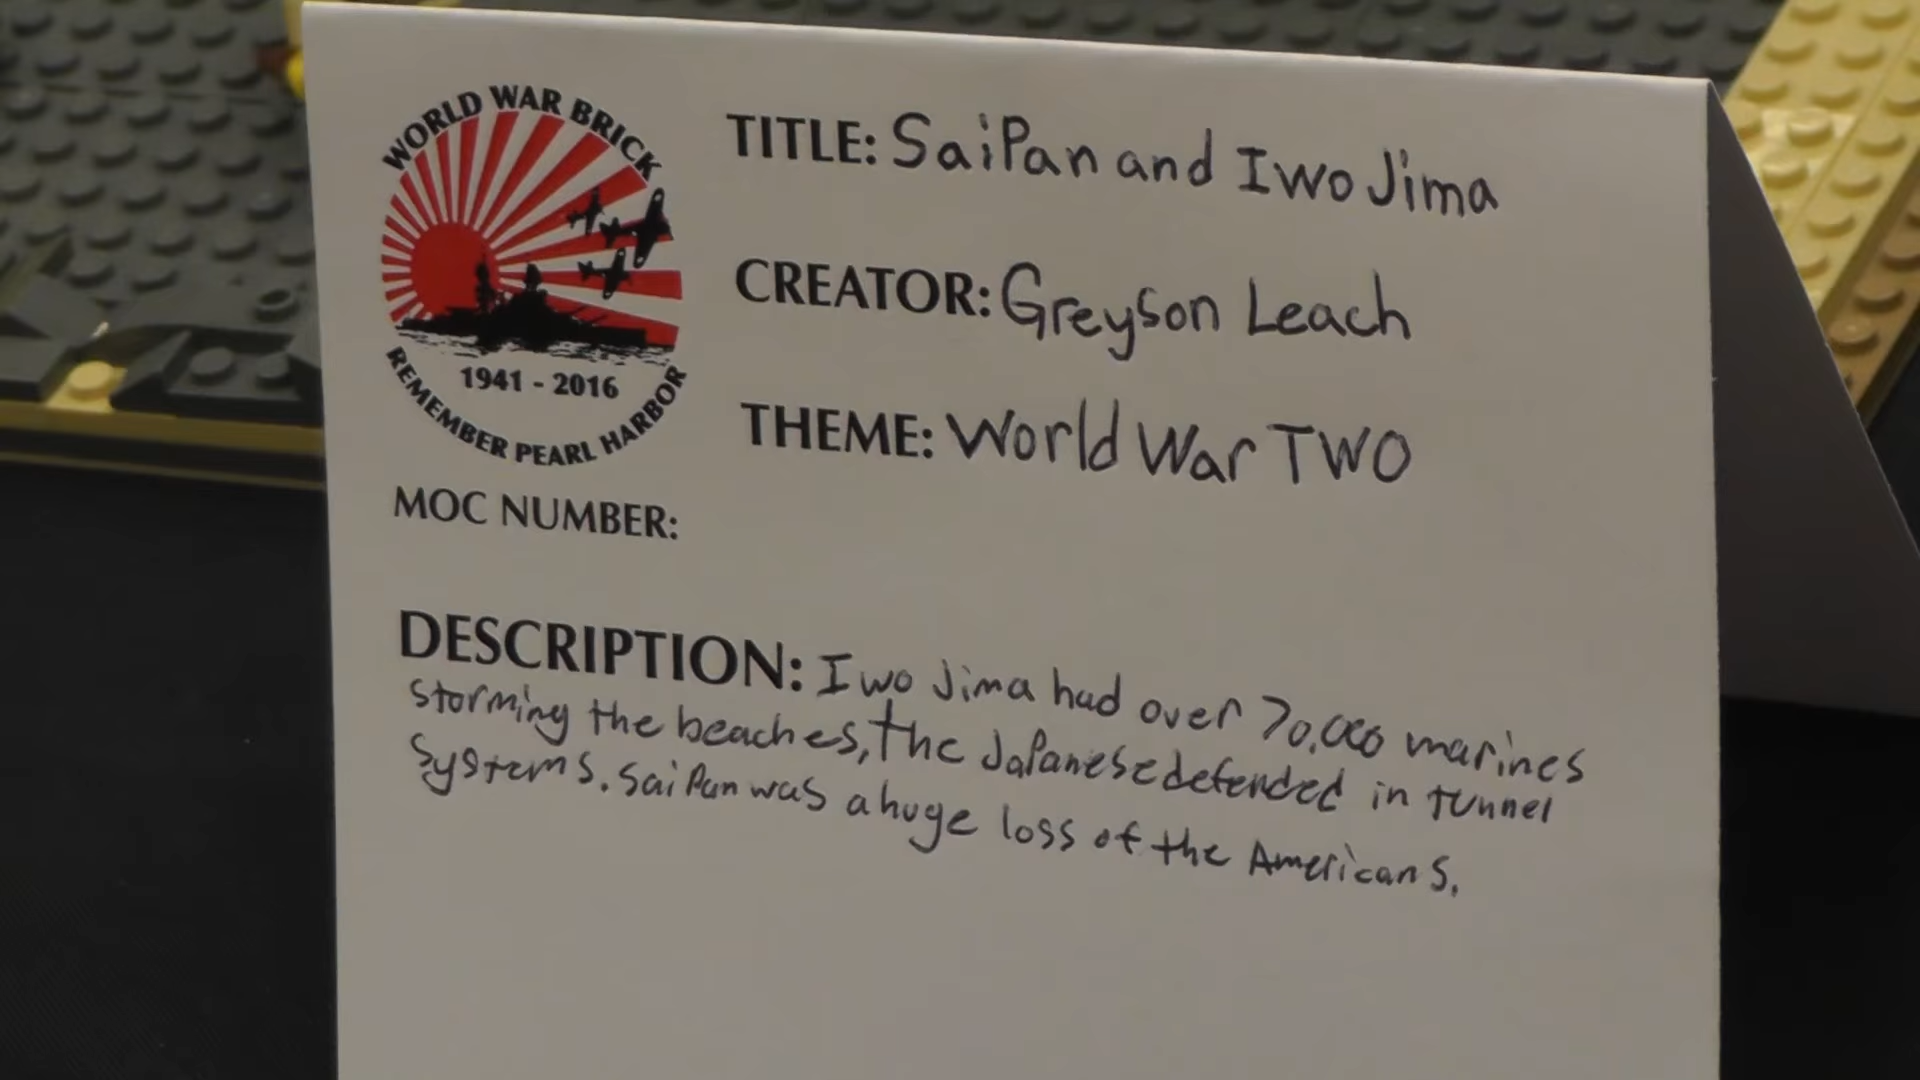 WORLD WAR BRICK
1941 - 2016
REMEMBER PEARL HARBOR
TITLE: SaiPan and Iwo Jima
CREATOR: Greyson Leach
THEME: World War TWO
MOC NUMBER:
DESCRIPTION: Iwo Jima had over 70,000 marines
storming the beaches, the Japanese defended in tunnel
systems. SaiPan was a huge loss of the Americans.